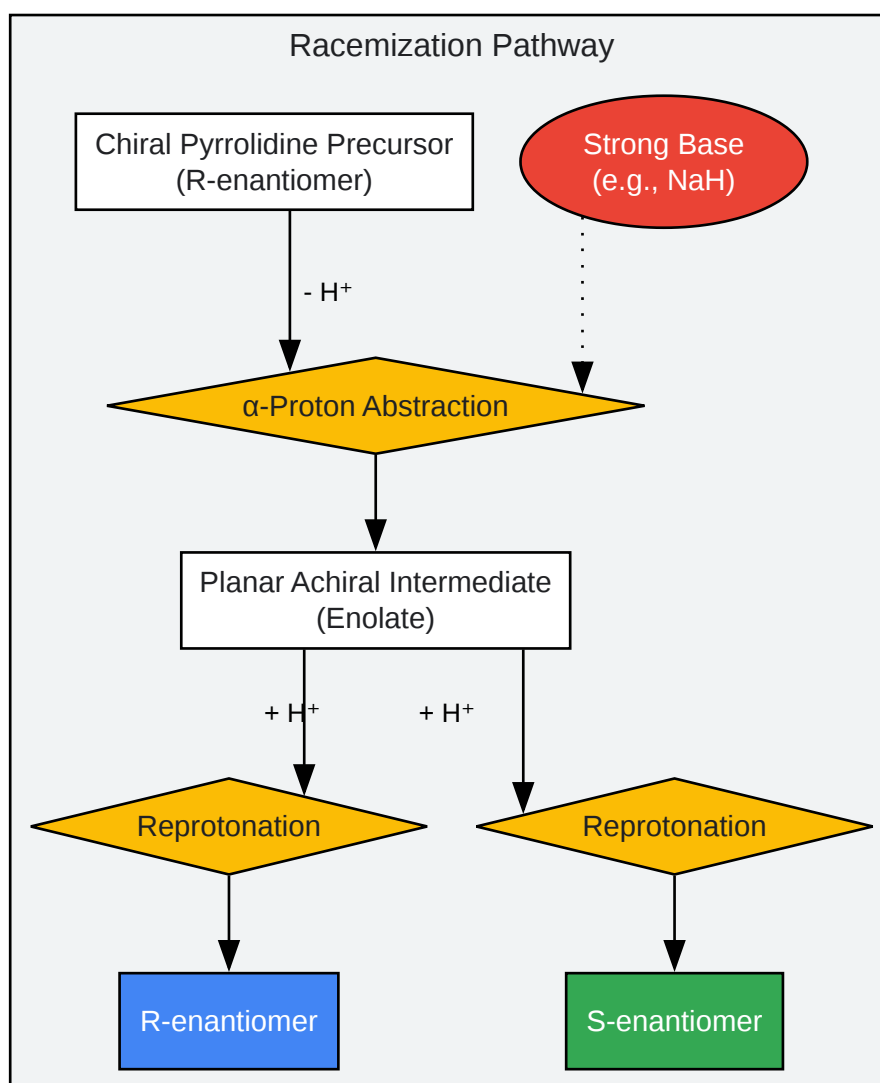 Racemization Pathway
Chiral Pyrrolidine Precursor
(R-enantiomer)
Strong Base
(e.g., NaH)
- H⁺
α-Proton Abstraction
Planar Achiral Intermediate
(Enolate)
+ H⁺
+ H⁺
Reprotonation
Reprotonation
R-enantiomer
S-enantiomer